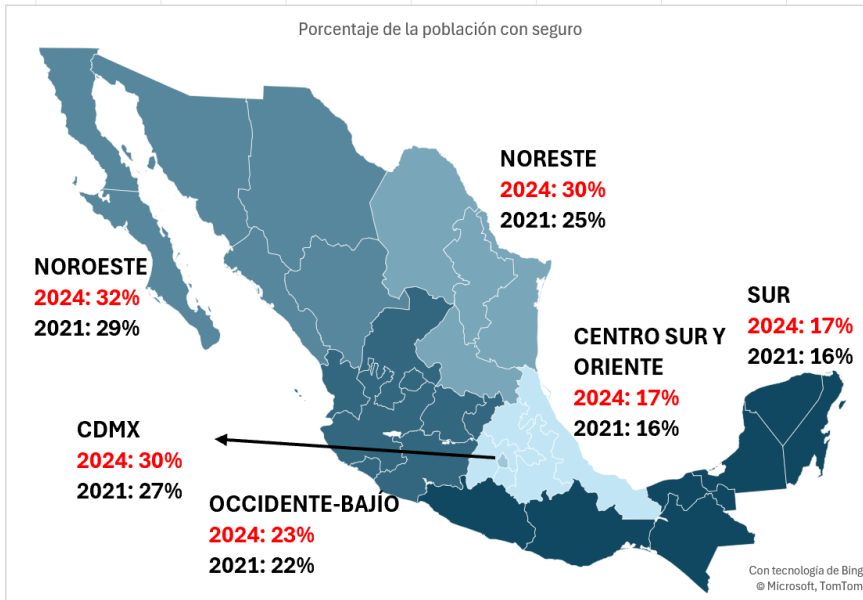 Porcentaje de la población con seguro
NORESTE
2024: 30%
2021: 25%
NOROESTE
2024: 32%
2021: 29%
SUR
2024: 17%
2021: 16%
CENTRO SUR Y
ORIENTE
2024: 17%
2021: 16%
CDMX
2024: 30%
2021: 27%
OCCIDENTE-BAJÍO
2024: 23%
2021: 22%
Con tecnología de Bing
© Microsoft, TomTom